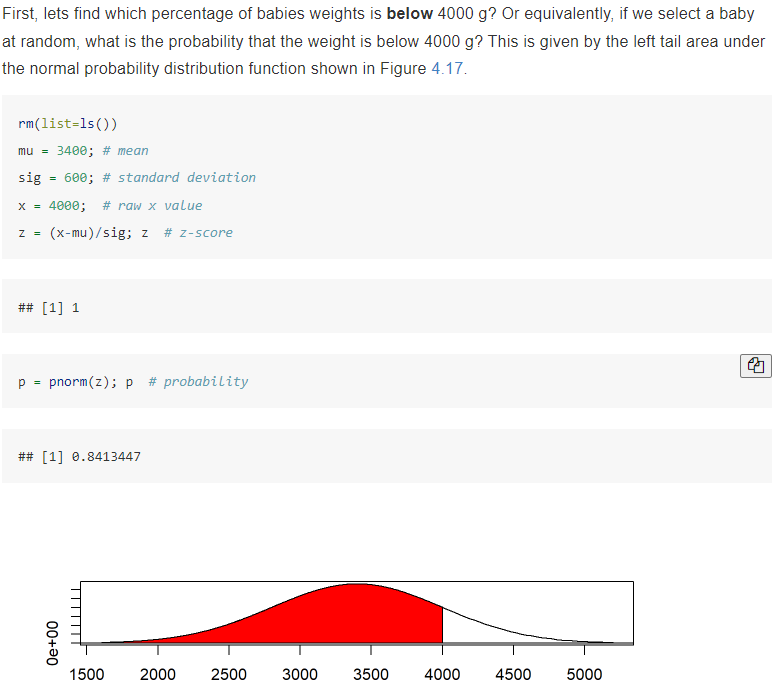 First, lets find which percentage of babies weights is below 4000 g? Or equivalently, if we select a baby
at random, what is the probability that the weight is below 4000 g? This is given by the left tail area under
the normal probability distribution function shown in Figure 4.17.
rm(list=ls())
mu = 3400; # mean
sig = 600; # standard deviation
x = 4000;  # raw x value
z = (x-mu)/sig; z  # z-score
## [1] 1
p = pnorm(z); p  # probability
## [1] 0.8413447
0e+00
1500 2000 2500 3000 3500 4000 4500 5000